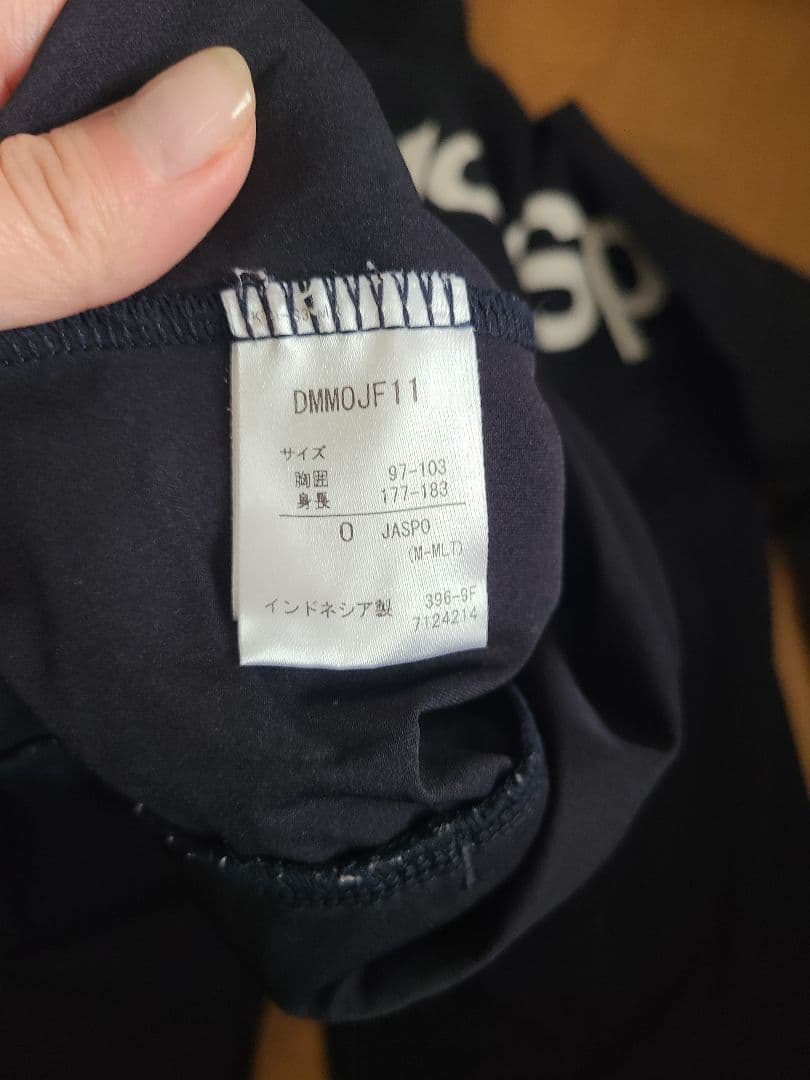 Sp
DMMOJF11
サイズ
胸囲 97-103
身長 177-183
O JASPO
(M-MLT)
インドネシア製 396-9F
7124214